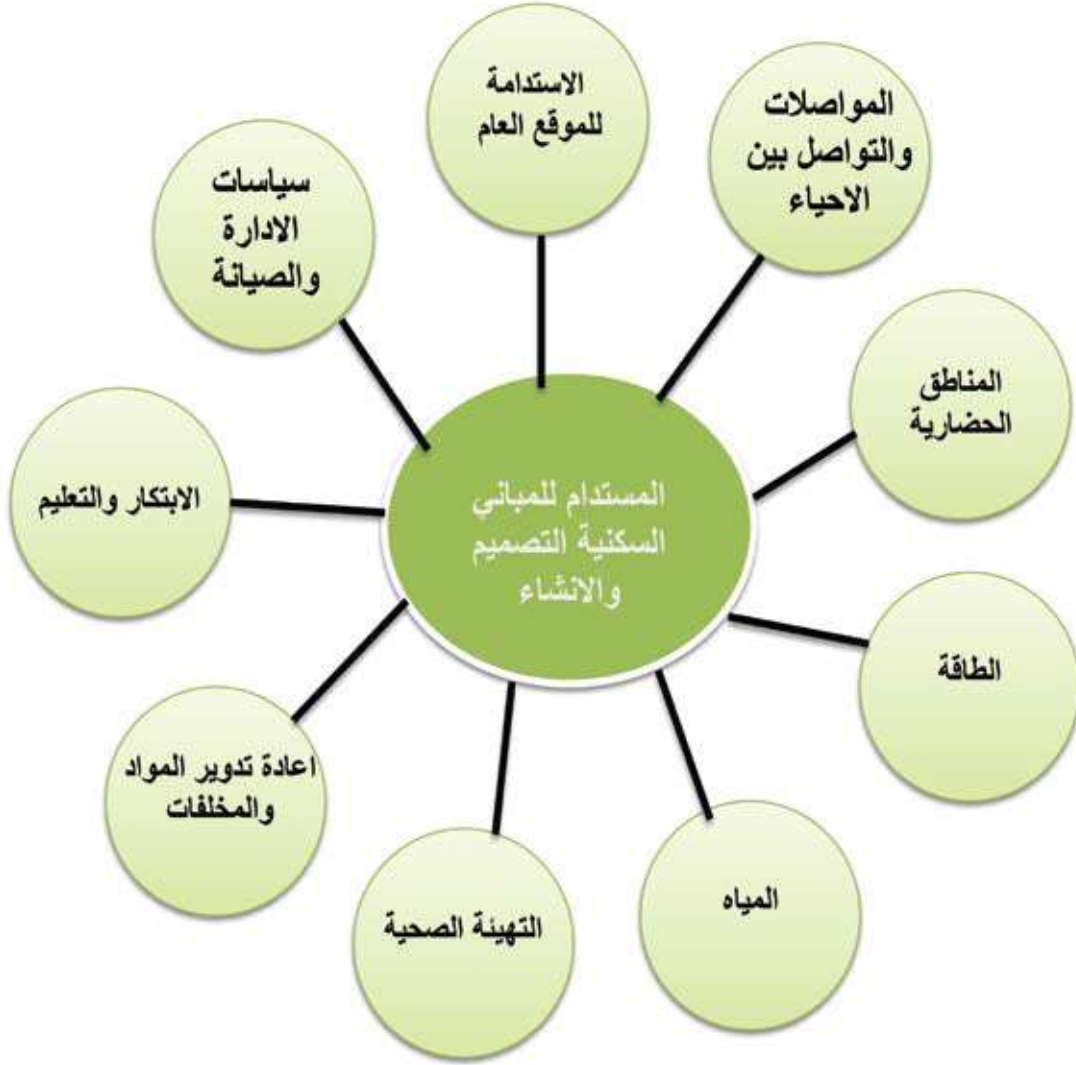 الاستدامة
للموقع العام
المواصلات
والتواصل بين
الاحياء
المناطق
الحضارية
الطاقة
المياه
التهيئة الصحية
اعادة تدوير المواد
والمخلفات
الابتكار والتعليم
سياسات
الادارة
والصيانة
المستدام للمباني
السكنية التصميم
والانشاء